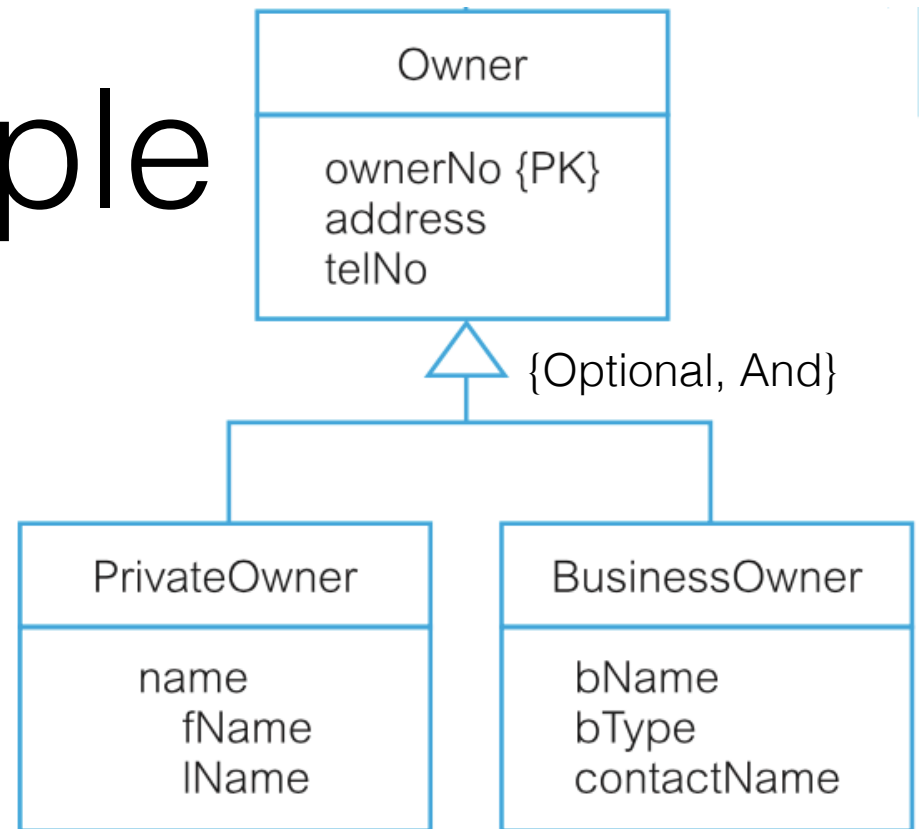 ple
Owner
ownerNo {PK}
address
telNo
{Optional, And}
PrivateOwner
name
fName
lName
BusinessOwner
bName
bType
contactName